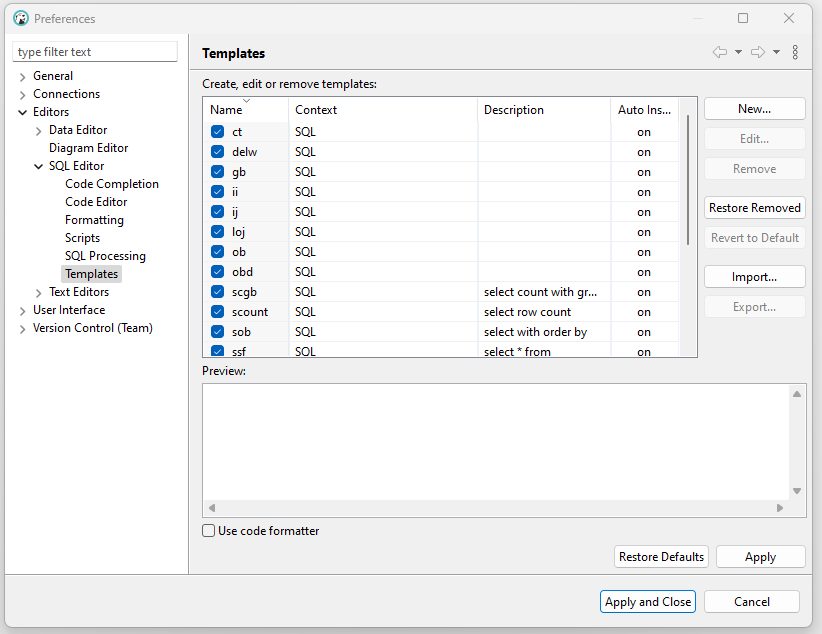 Preferences
type filter text
General
Connections
Editors
Data Editor
Diagram Editor
SQL Editor
Code Completion
Code Editor
Formatting
Scripts
SQL Processing
Templates
Text Editors
User Interface
Version Control (Team)
Templates
Create, edit or remove templates:
Name Context Description Auto Ins...
ct SQL on
delw SQL on
gb SQL on
ii SQL on
ij SQL on
loj SQL on
ob SQL on
obd SQL on
scgb SQL select count with gr... on
scount SQL select row count on
sob SQL select with order by on
ssf SQL select * from on
New...
Edit...
Remove
Restore Removed
Revert to Default
Import...
Export...
Preview:
Use code formatter
Restore Defaults Apply
Apply and Close Cancel